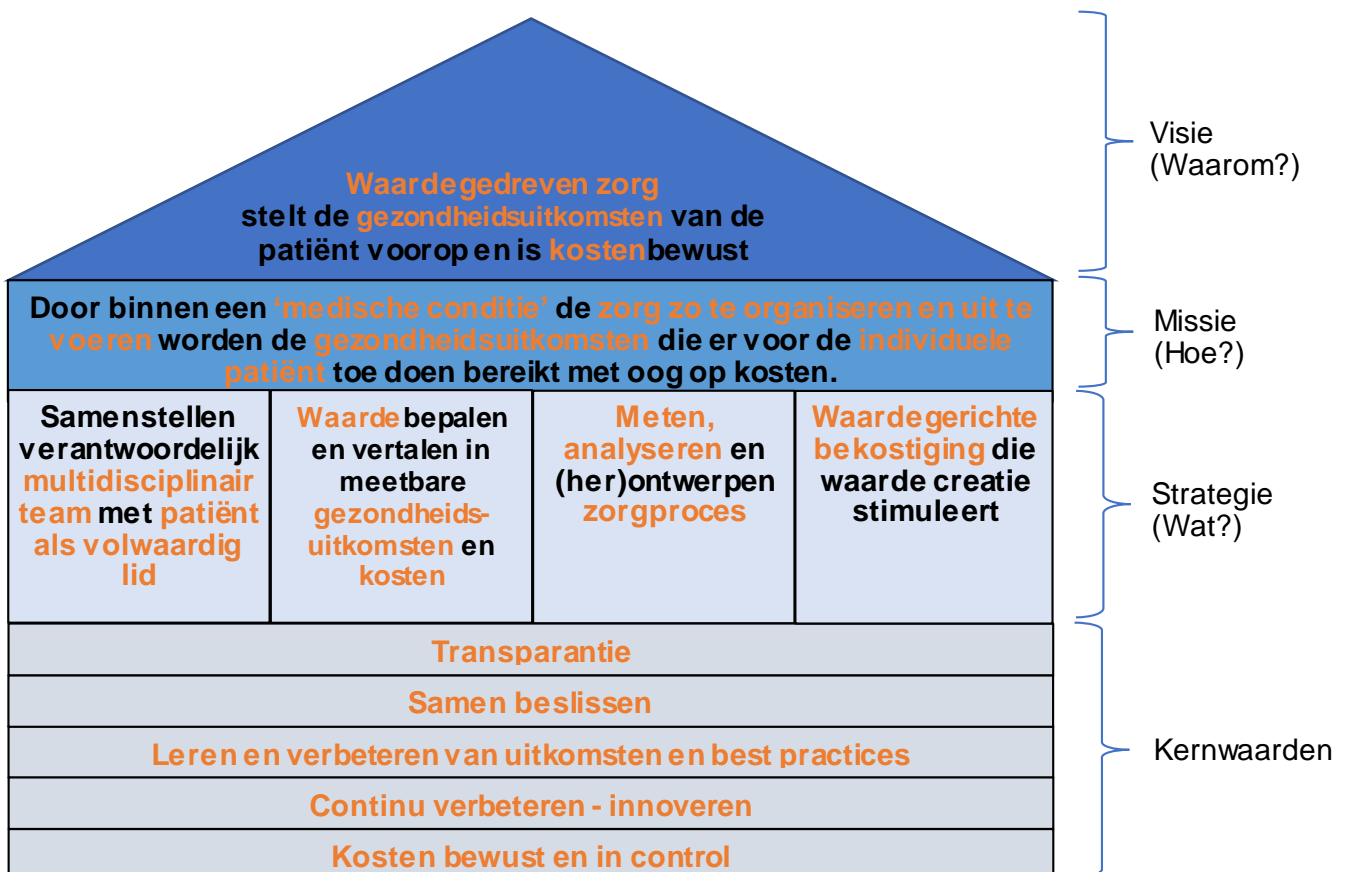 Waardegedreven zorg
stelt de gezondheidsuitkomsten van de
patiënt voorop en is kostenbewust
Visie
(Waarom?)
Door binnen een ‘medische conditie’ de zorg zo te organiseren en uit te
voeren worden de gezondheidsuitkomsten die er voor de individuele
patiënt toe doen bereikt met oog op kosten.
Missie
(Hoe?)
Samenstellen
verantwoordelijk
multidisciplinair
team met patiënt
als volwaardig
lid
Waarde bepalen
en vertalen in
meetbare
gezondheids-
uitkomsten en
kosten
Meten,
analyseren en
(her)ontwerpen
zorgproces
Waardegerichte
bekostiging die
waarde creatie
stimuleert
Strategie
(Wat?)
Transparantie
Samen beslissen
Leren en verbeteren van uitkomsten en best practices
Continu verbeteren - innoveren
Kosten bewust en in control
Kernwaarden